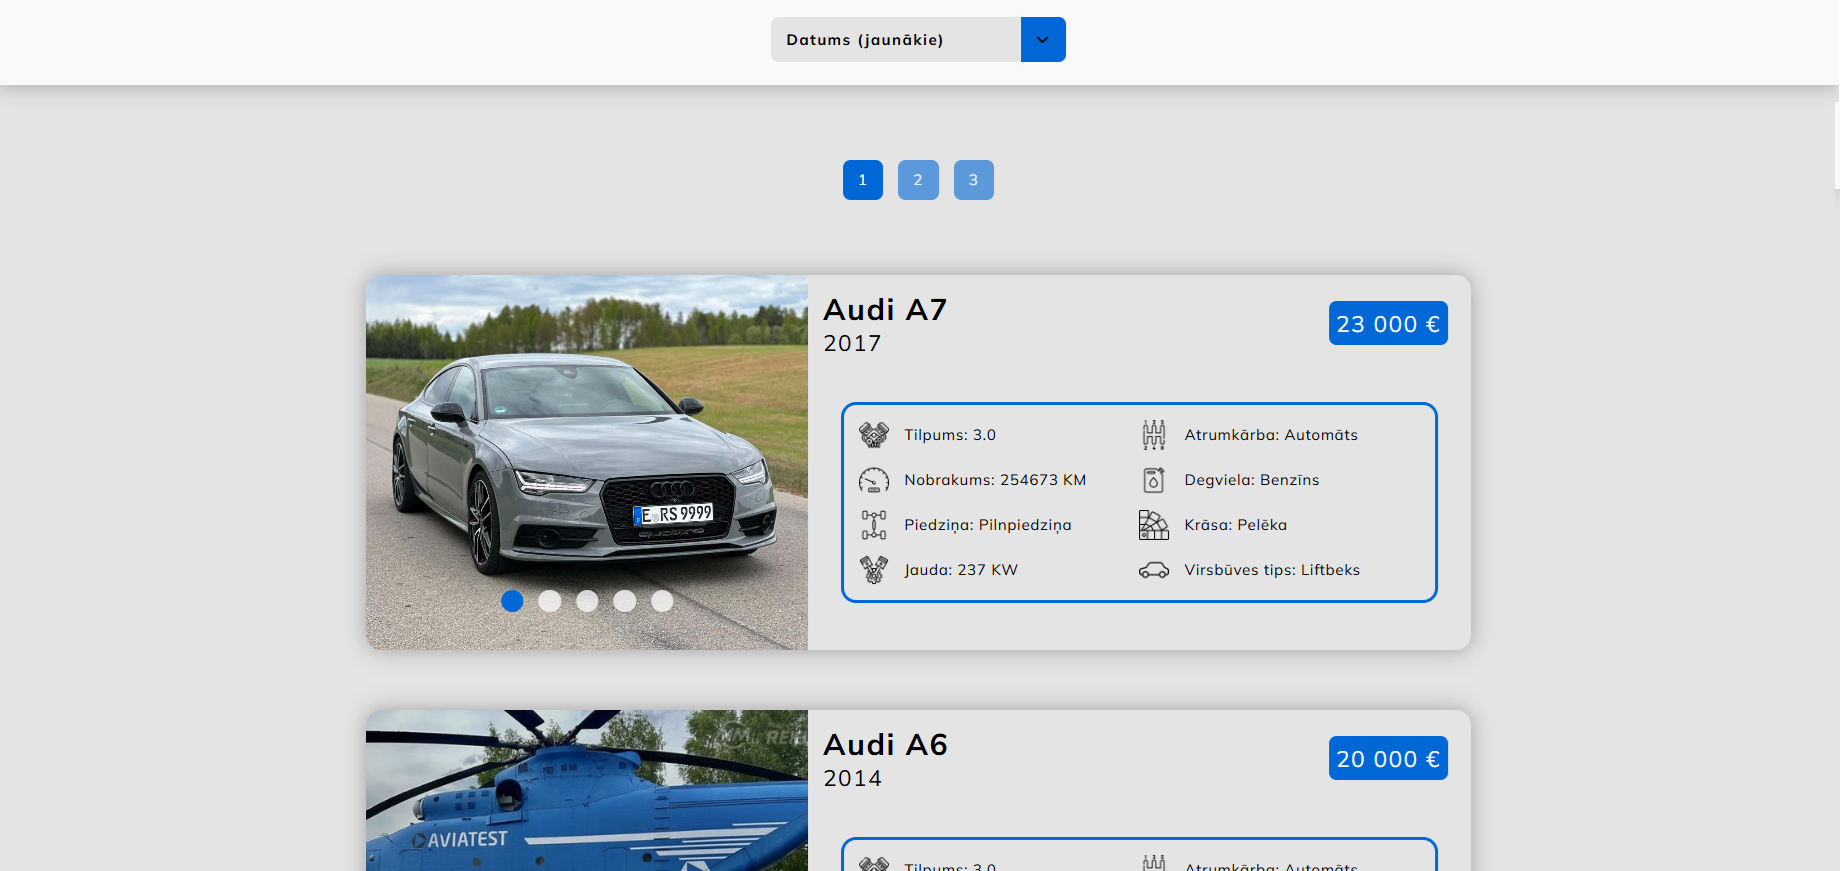 Datums (jaunākie)
1 2 3
Audi A7
2017
23 000 €
Tilpums: 3.0
Atrumkārba: Automāts
Nobrakums: 254673 KM
Degviela: Benzīns
Piedziņa: Pilnpiedziņa
Krāsa: Pelēka
Jauda: 237 KW
Virsbūves tips: Liftbeks
E RS 9999
quattro
Audi A6
2014
20 000 €
AVIATEST
Tilpums: 3.0
Atrumkārba: Automāts